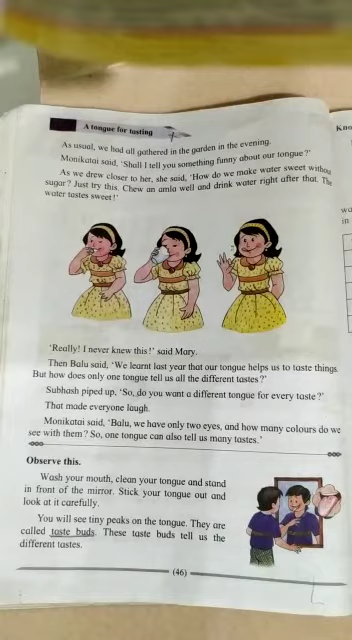 A tongue for tasting
As usual, we had all gathered in the garden in the evening.
Monikatai said, 'Shall I tell you something funny about our tongue?'
As we drew closer to her, she said, 'How do we make water sweet without
sugar? Just try this. Chew an amla well and drink water right after that. The
water tastes sweet!'
'Really! I never knew this!' said Mary.
Then Balu said, 'We learnt last year that our tongue helps us to taste things.
But how does only one tongue tell us all the different tastes?'
Subhash piped up, 'So, do you want a different tongue for every taste?'
That made everyone laugh.
Monikatai said, 'Balu, we have only two eyes, and how many colours do we
see with them? So, one tongue can also tell us many tastes.'
Observe this.
Wash your mouth, clean your tongue and stand
in front of the mirror. Stick your tongue out and
look at it carefully.
You will see tiny peaks on the tongue. They are
called taste buds. These taste buds tell us the
different tastes.
(46)
Kno
in